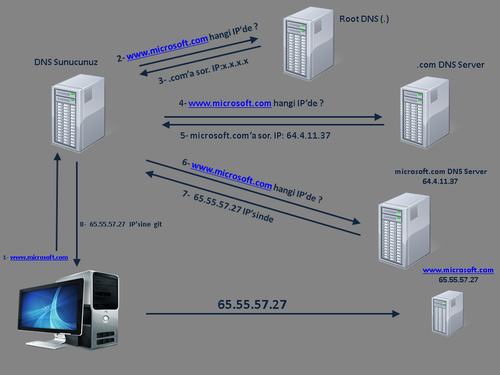 Root DNS (.)
DNS Sunucunuz
2- www.microsoft.com hangi IP'de ?
3- .com'a sor. IP:x.x.x.x
.com DNS Server
4- www.microsoft.com hangi IP'de ?
5- microsoft.com'a sor. IP: 64.4.11.37
6- www.microsoft.com hangi IP'de ?
7- 65.55.57.27 IP'sinde
microsoft.com DNS Server
64.4.11.37
8- 65.55.57.27 IP'sine git
1- www.microsoft.com
www.microsoft.com
65.55.57.27
65.55.57.27